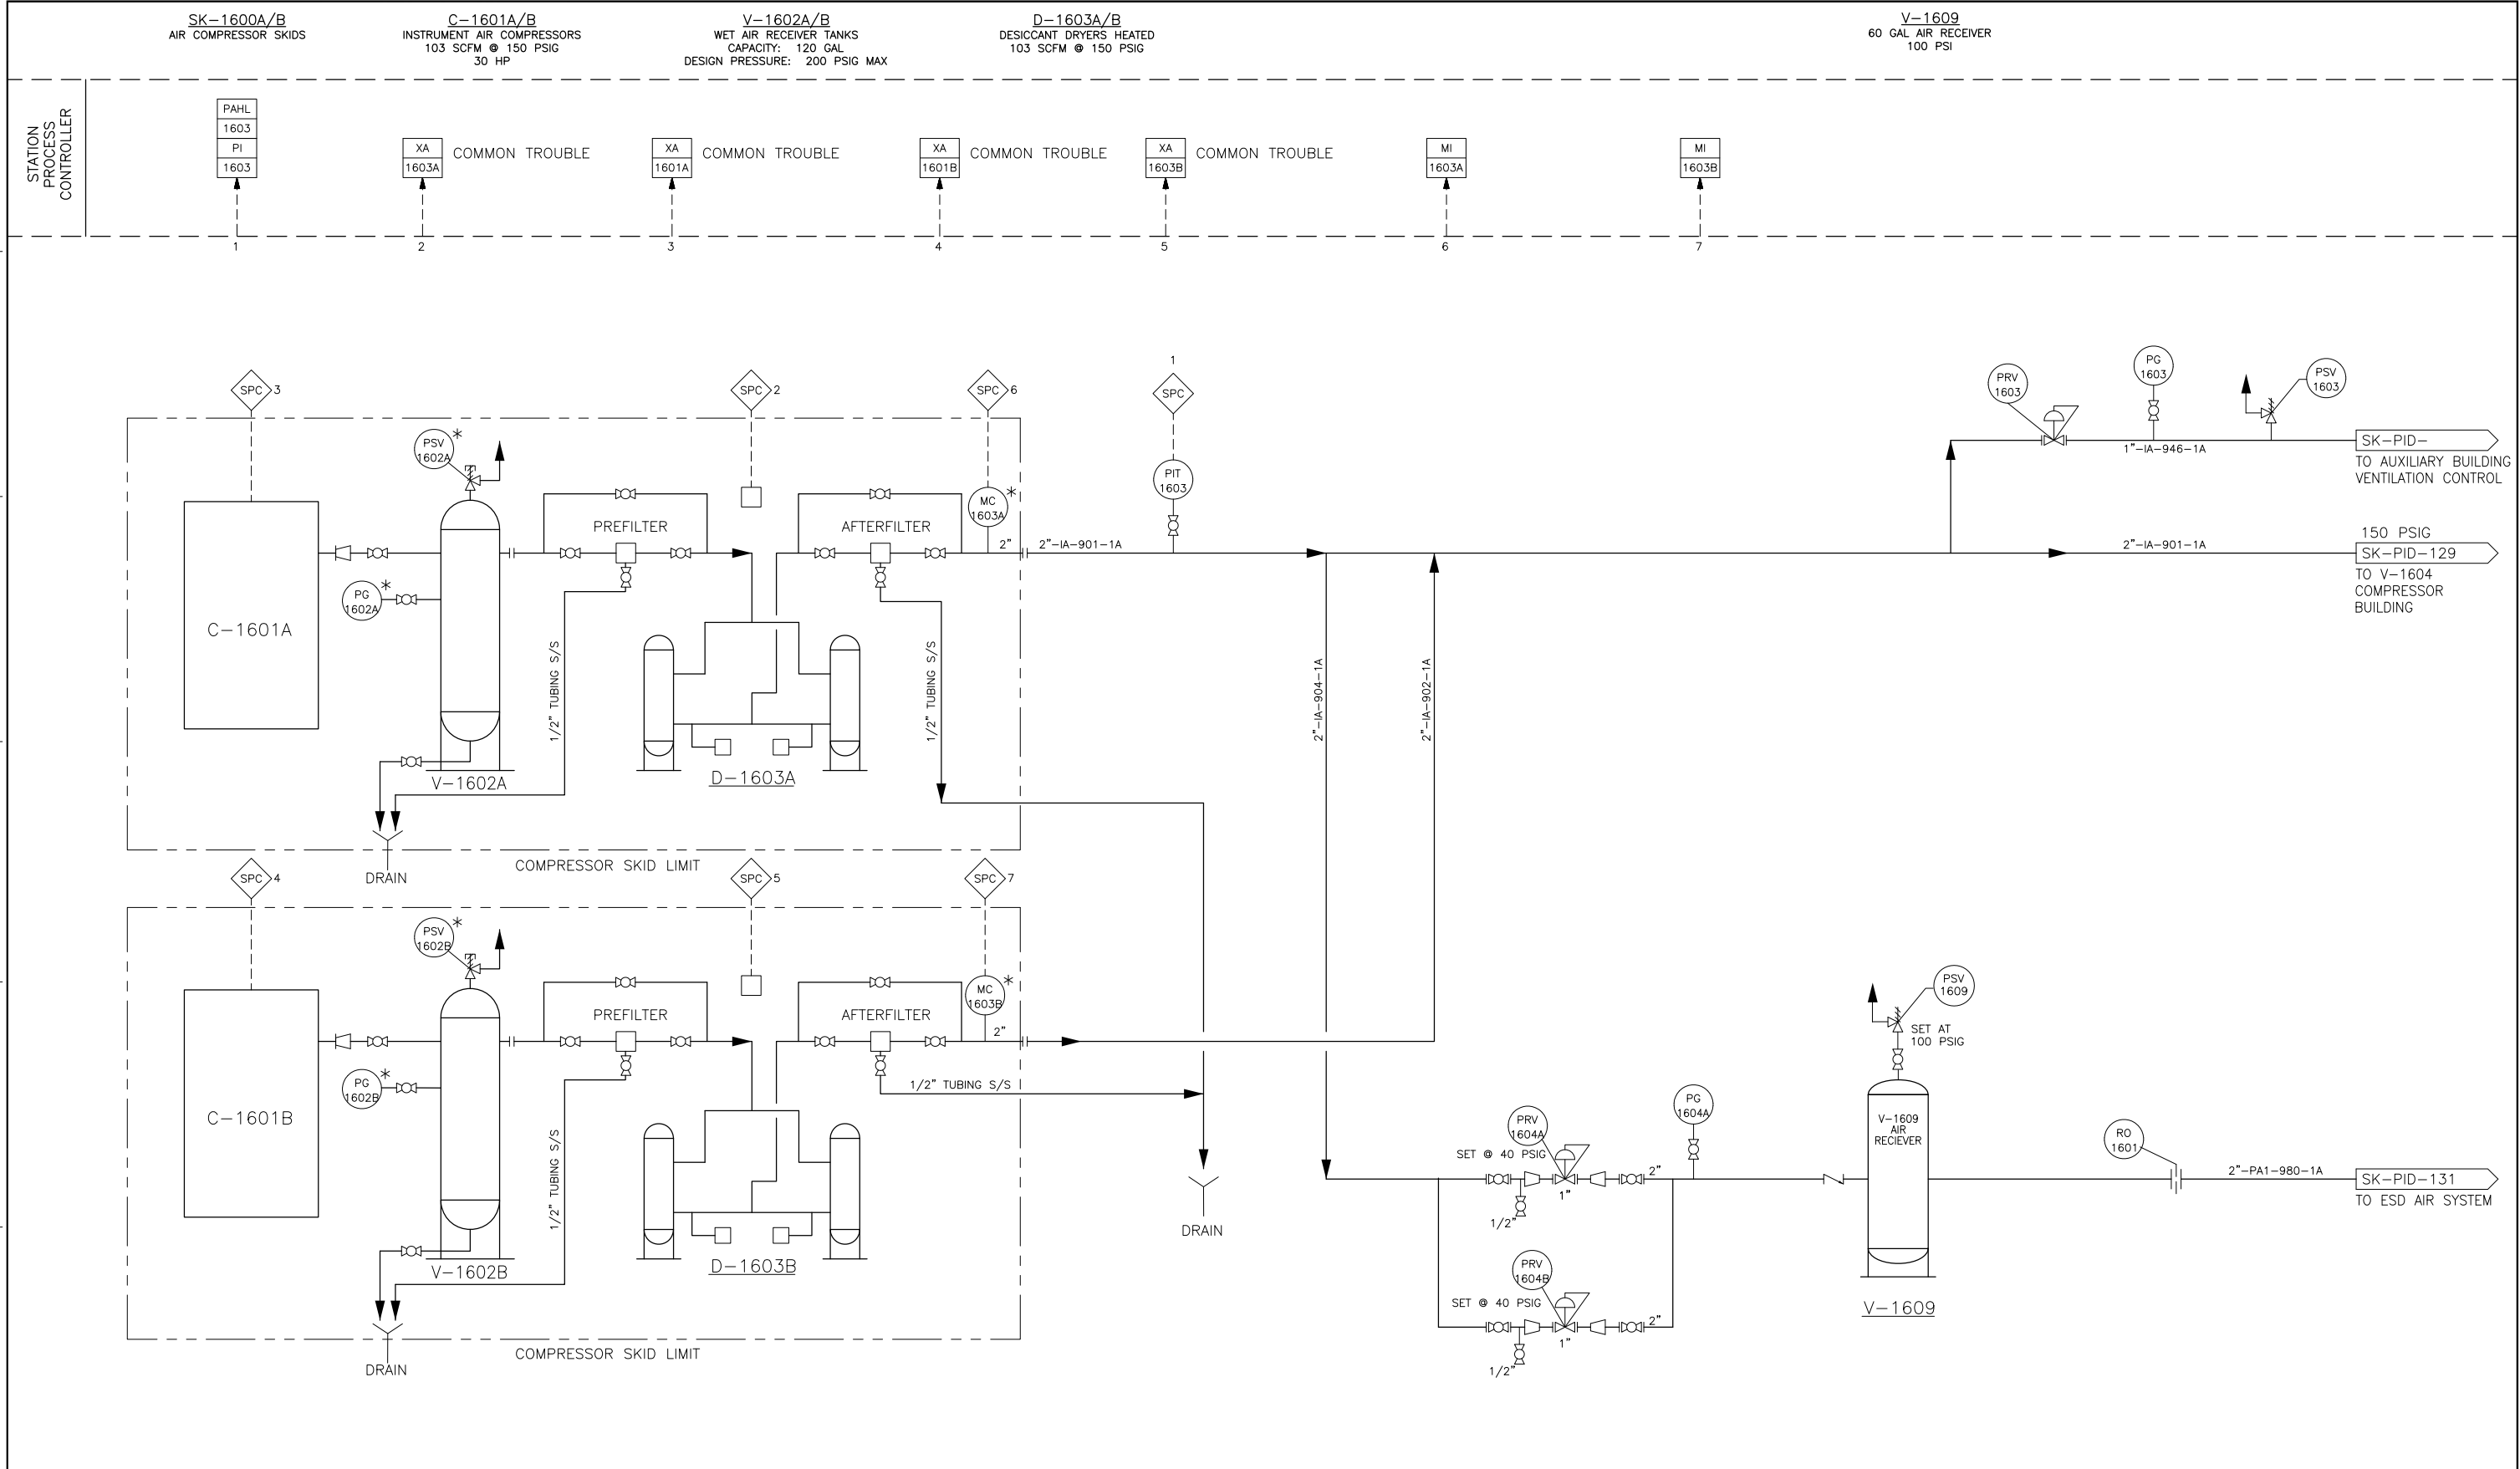 SK-1600A/B
AIR COMPRESSOR SKIDS
C-1601A/B
INSTRUMENT AIR COMPRESSORS
103 SCFM @ 150 PSIG
30 HP
V-1602A/B
WET AIR RECEIVER TANKS
CAPACITY: 120 GAL
DESIGN PRESSURE: 200 PSIG MAX
D-1603A/B
DESICCANT DRYERS HEATED
103 SCFM @ 150 PSIG
V-1609
60 GAL AIR RECEIVER
100 PSI
STATION
PROCESS
CONTROLLER
PAHL
1603
PI
1603
XA
1603A
COMMON TROUBLE
XA
1601A
COMMON TROUBLE
XA
1601B
COMMON TROUBLE
XA
1603B
COMMON TROUBLE
MI
1603A
MI
1603B
1
2
3
4
5
6
7
SPC 3
SPC 2
SPC 6
1
SPC
PSV
1602A
*
PREFILTER
AFTERFILTER
MC
1603A
*
2"
2"-IA-901-1A
PIT
1603
PRV
1603
PG
1603
PSV
1603
1"-IA-946-1A
SK-PID-
TO AUXILIARY BUILDING
VENTILATION CONTROL
2"-IA-901-1A
150 PSIG
SK-PID-129
TO V-1604
COMPRESSOR
BUILDING
PG
1602A
*
C-1601A
1/2" TUBING S/S
1/2" TUBING S/S
2"-IA-904-1A
2"-IA-902-1A
V-1602A
D-1603A
DRAIN
COMPRESSOR SKID LIMIT
SPC 4
SPC 5
SPC 7
PSV
1602B
*
PREFILTER
AFTERFILTER
MC
1603B
*
2"
PG
1602B
*
C-1601B
1/2" TUBING S/S
1/2" TUBING S/S
V-1602B
D-1603B
DRAIN
COMPRESSOR SKID LIMIT
DRAIN
PRV
1604A
SET @ 40 PSIG
1"
2"
1/2"
PG
1604A
PRV
1604B
SET @ 40 PSIG
1"
2"
1/2"
PSV
1609
SET AT
100 PSIG
V-1609
AIR
RECIEVER
V-1609
RO
1601
2"-PA1-980-1A
SK-PID-131
TO ESD AIR SYSTEM